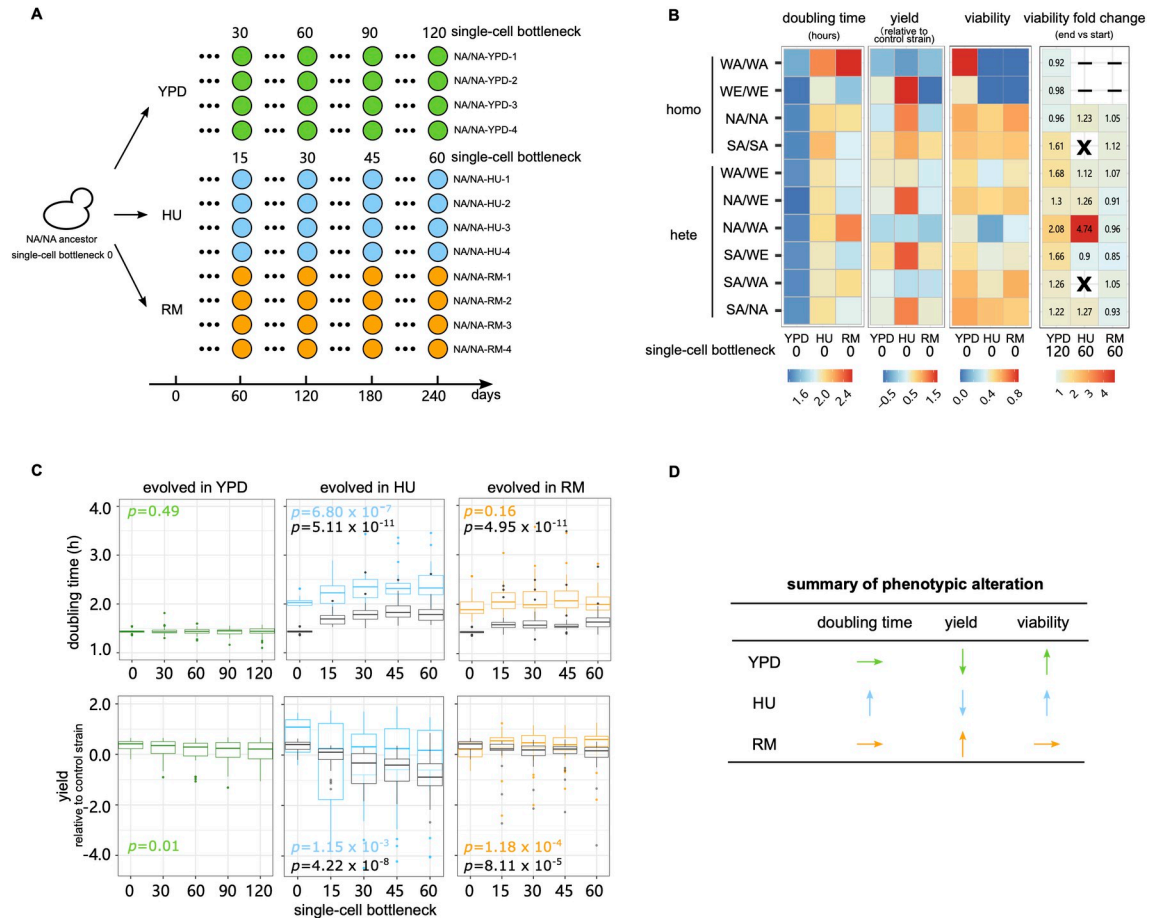 A
30 60 90 120 single-cell bottleneck
NA/NA-YPD-1
NA/NA-YPD-2
YPD
NA/NA-YPD-3
NA/NA-YPD-4
15 30 45 60 single-cell bottleneck
NA/NA-HU-1
NA/NA-HU-2
HU
NA/NA-HU-3
NA/NA-HU-4
NA/NA ancestor
single-cell bottleneck 0
NA/NA-RM-1
NA/NA-RM-2
RM
NA/NA-RM-3
NA/NA-RM-4
0 60 120 180 240 days
B
doubling time yield viability viability fold change
(hours) (relative to control strain) (end vs start)
homo
WA/WA 0.92 – –
WE/WE 0.98 – –
NA/NA 0.96 1.23 1.05
SA/SA 1.61 X 1.12
hete
WA/WE 1.68 1.12 1.07
NA/WE 1.3 1.26 0.91
NA/WA 2.08 4.74 0.96
SA/WE 1.66 0.9 0.85
SA/WA 1.26 X 1.05
SA/NA 1.22 1.27 0.93
YPD HU RM YPD HU RM YPD HU RM YPD HU RM
single-cell bottleneck 0 0 0 0 0 0 0 0 0 120 60 60
1.6 2.0 2.4 -0.5 0.5 1.5 0.0 0.4 0.8 1 2 3 4
C
evolved in YPD evolved in HU evolved in RM
doubling time (h)
4.0
3.0
2.0
1.0
p=0.49
p=6.80 x 10⁻⁷
p=5.11 x 10⁻¹¹
p=0.16
p=4.95 x 10⁻¹¹
0 30 60 90 120 0 15 30 45 60 0 15 30 45 60
yield
relative to control strain
2.0
0.0
-2.0
-4.0
p=0.01
p=1.15 x 10⁻³
p=4.22 x 10⁻⁸
p=1.18 x 10⁻⁴
p=8.11 x 10⁻⁵
0 30 60 90 120 0 15 30 45 60 0 15 30 45 60
single-cell bottleneck
D
summary of phenotypic alteration
doubling time yield viability
YPD → ↓ ↑
HU ↑ ↓ ↑
RM → ↑ →